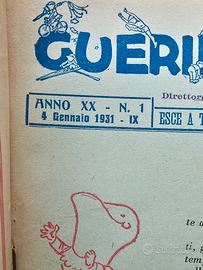 GUERI
Direttor
ANNO XX - N. 1
4 Gennaio 1931 - IX
ESCE A T
te d
ti, g
tem